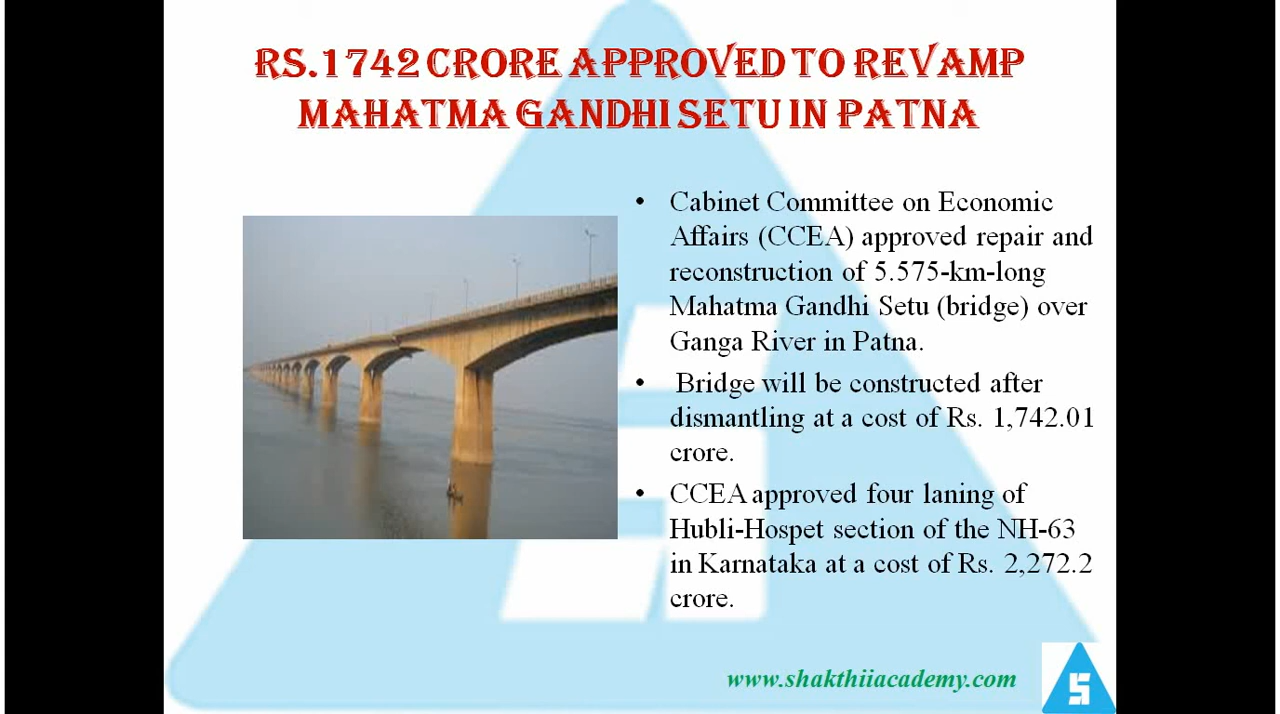 RS.1742 CRORE APPROVED TO REVAMP
MAHATMA GANDHI SETU IN PATNA
• Cabinet Committee on Economic
Affairs (CCEA) approved repair and
reconstruction of 5.575-km-long
Mahatma Gandhi Setu (bridge) over
Ganga River in Patna.
• Bridge will be constructed after
dismantling at a cost of Rs. 1,742.01
crore.
• CCEA approved four laning of
Hubli-Hospet section of the NH-63
in Karnataka at a cost of Rs. 2,272.2
crore.
www.shakthiiacademy.com
S